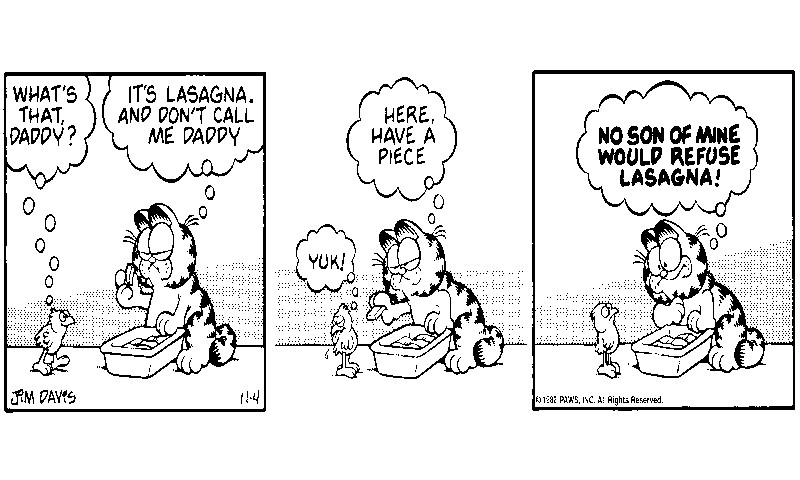 WHAT'S
THAT,
DADDY?
IT'S LASAGNA.
AND DON'T CALL
ME DADDY
JIM DAVIS
11-4
HERE,
HAVE A
PIECE
YUK!
NO SON OF MINE
WOULD REFUSE
LASAGNA!
© 1982 PAWS, INC. All Rights Reserved.